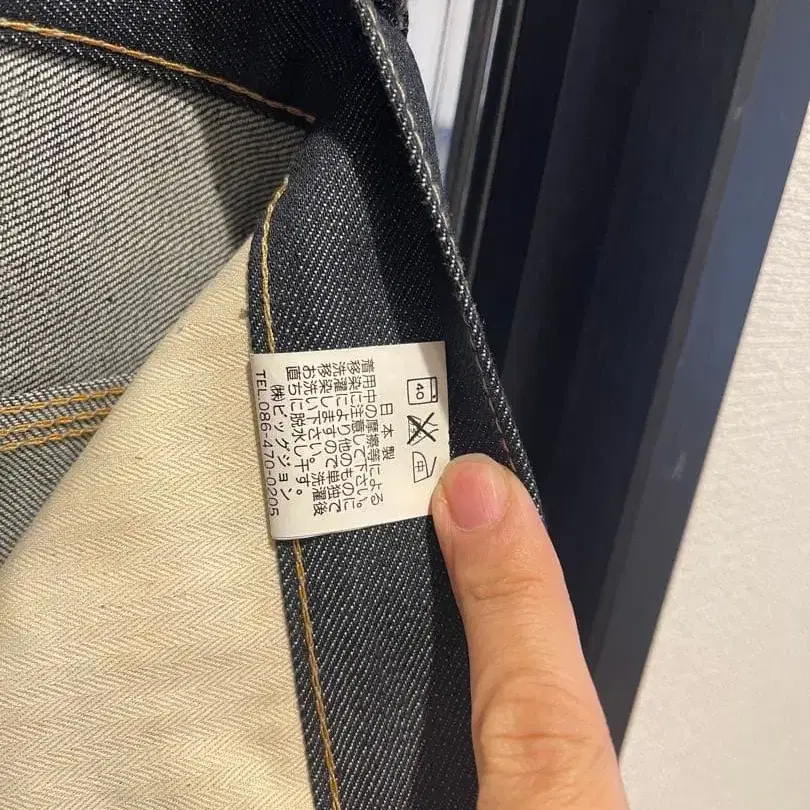 40
中
日本製
着用中の摩擦等による
移染に注意して下さい。
洗濯により他のものに
移染しますので単独で
お洗い下さい。 洗濯後
直ちに脱水し干す。
㈱ビッグジョン
TEL.086-470-0205